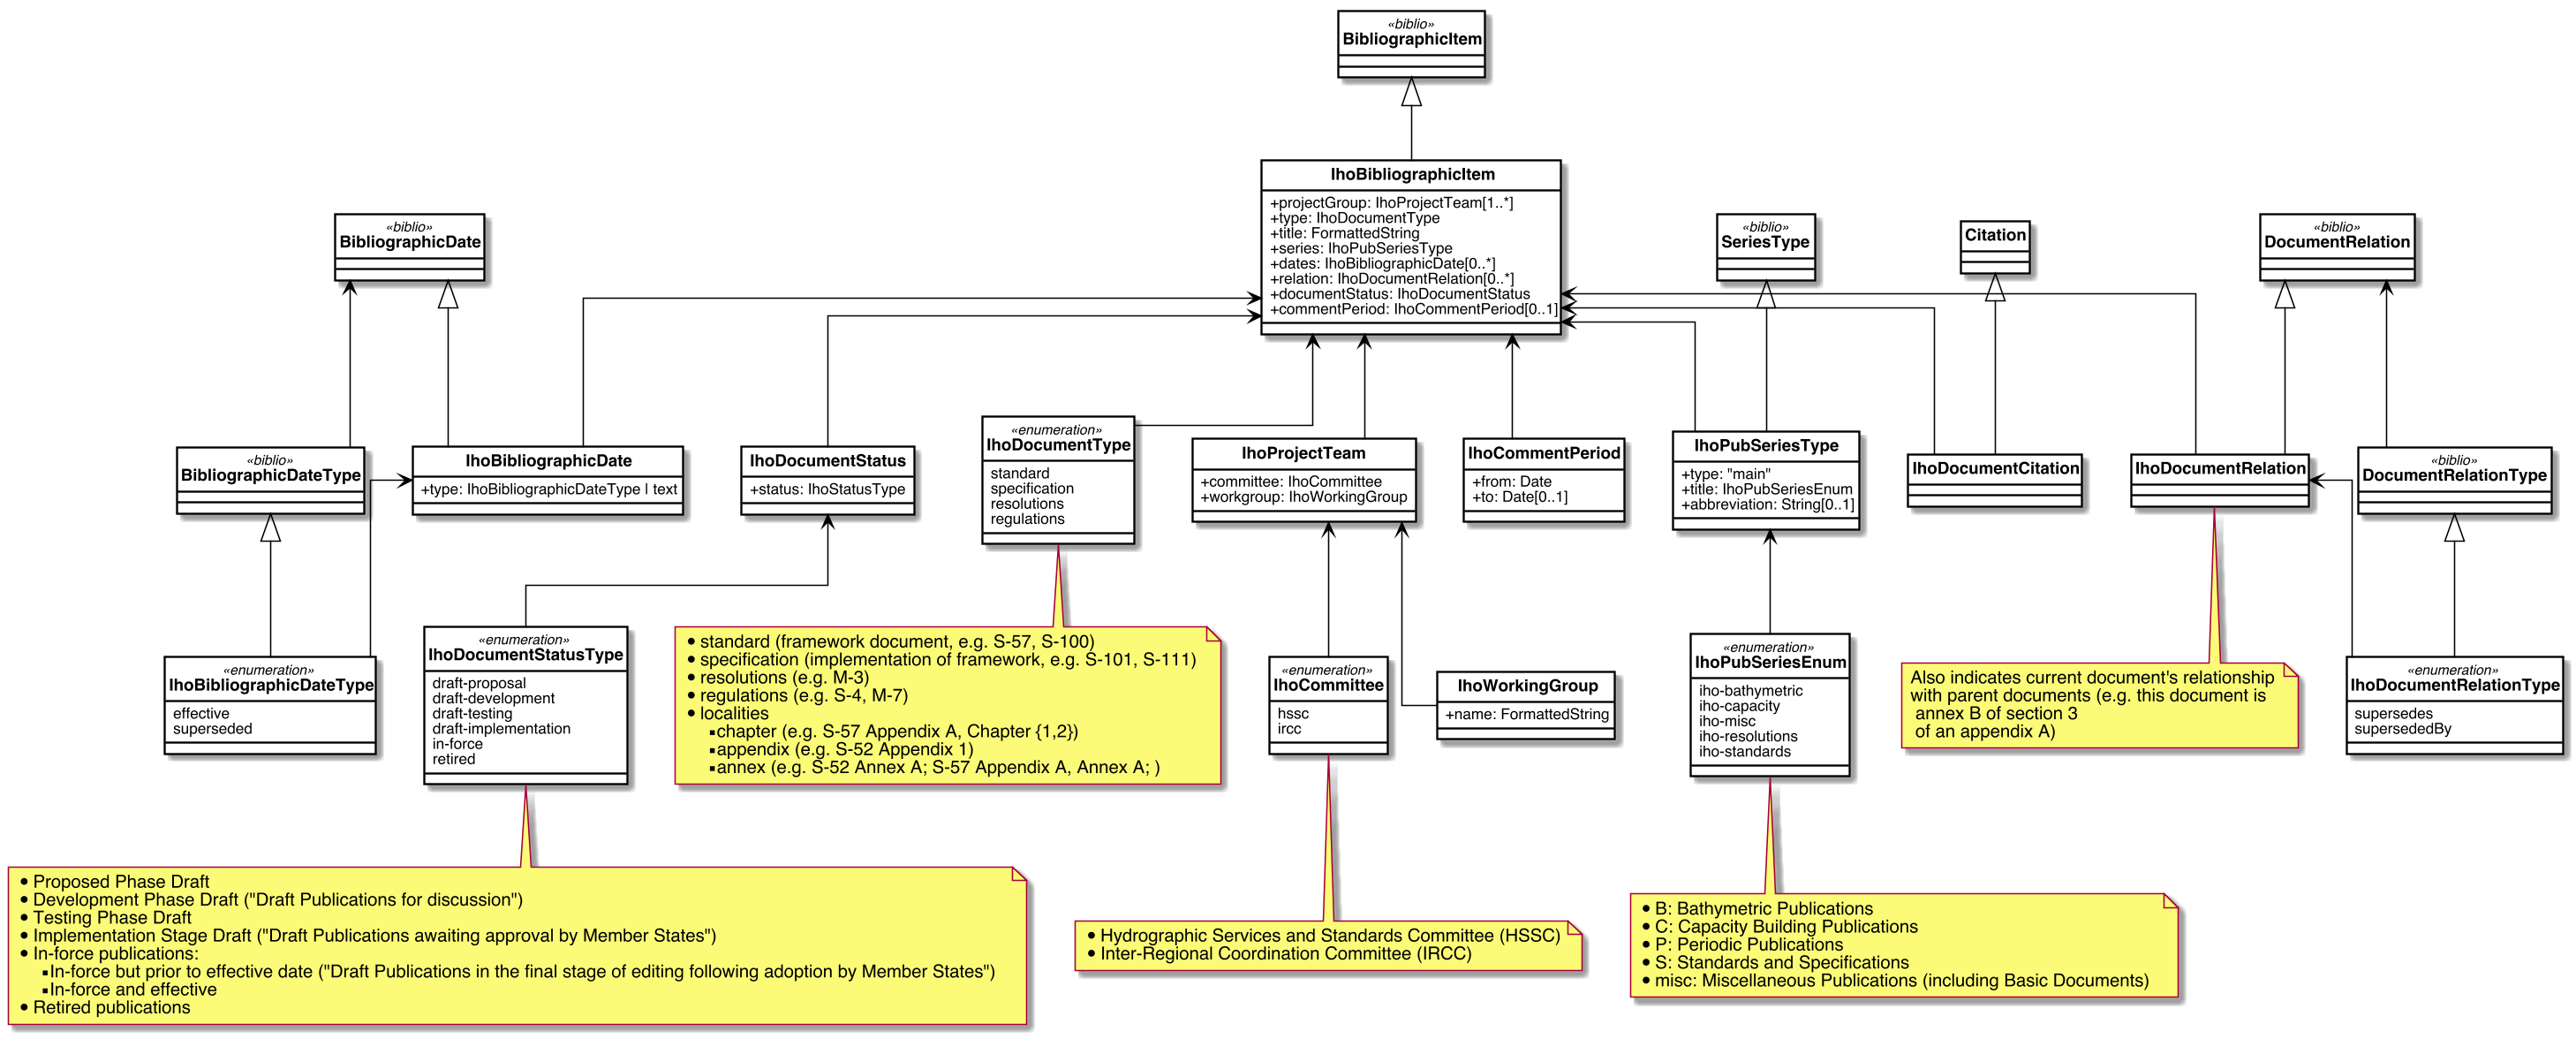 «biblio»
BibliographicItem
IhoBibliographicItem
+projectGroup: IhoProjectTeam[1..*]
+type: IhoDocumentType
+title: FormattedString
+series: IhoPubSeriesType
+dates: IhoBibliographicDate[0..*]
+relation: IhoDocumentRelation[0..*]
+documentStatus: IhoDocumentStatus
+commentPeriod: IhoCommentPeriod[0..1]
«biblio»
BibliographicDate
«biblio»
SeriesType
Citation
«biblio»
DocumentRelation
«biblio»
BibliographicDateType
IhoBibliographicDate
+type: IhoBibliographicDateType | text
IhoDocumentStatus
+status: IhoStatusType
«enumeration»
IhoDocumentType
standard
specification
resolutions
regulations
IhoProjectTeam
+committee: IhoCommittee
+workgroup: IhoWorkingGroup
IhoCommentPeriod
+from: Date
+to: Date[0..1]
IhoPubSeriesType
+type: "main"
+title: IhoPubSeriesEnum
+abbreviation: String[0..1]
IhoDocumentCitation
IhoDocumentRelation
«biblio»
DocumentRelationType
«enumeration»
IhoBibliographicDateType
effective
superseded
«enumeration»
IhoDocumentStatusType
draft-proposal
draft-development
draft-testing
draft-implementation
in-force
retired
• standard (framework document, e.g. S-57, S-100)
• specification (implementation of framework, e.g. S-101, S-111)
• resolutions (e.g. M-3)
• regulations (e.g. S-4, M-7)
• localities
▪ chapter (e.g. S-57 Appendix A, Chapter {1,2})
▪ appendix (e.g. S-52 Appendix 1)
▪ annex (e.g. S-52 Annex A; S-57 Appendix A, Annex A; )
«enumeration»
IhoCommittee
hssc
ircc
IhoWorkingGroup
+name: FormattedString
«enumeration»
IhoPubSeriesEnum
iho-bathymetric
iho-capacity
iho-misc
iho-resolutions
iho-standards
Also indicates current document's relationship
with parent documents (e.g. this document is
annex B of section 3
of an appendix A)
«enumeration»
IhoDocumentRelationType
supersedes
supersededBy
• Proposed Phase Draft
• Development Phase Draft ("Draft Publications for discussion")
• Testing Phase Draft
• Implementation Stage Draft ("Draft Publications awaiting approval by Member States")
• In-force publications:
▪ In-force but prior to effective date ("Draft Publications in the final stage of editing following adoption by Member States")
▪ In-force and effective
• Retired publications
• Hydrographic Services and Standards Committee (HSSC)
• Inter-Regional Coordination Committee (IRCC)
• B: Bathymetric Publications
• C: Capacity Building Publications
• P: Periodic Publications
• S: Standards and Specifications
• misc: Miscellaneous Publications (including Basic Documents)